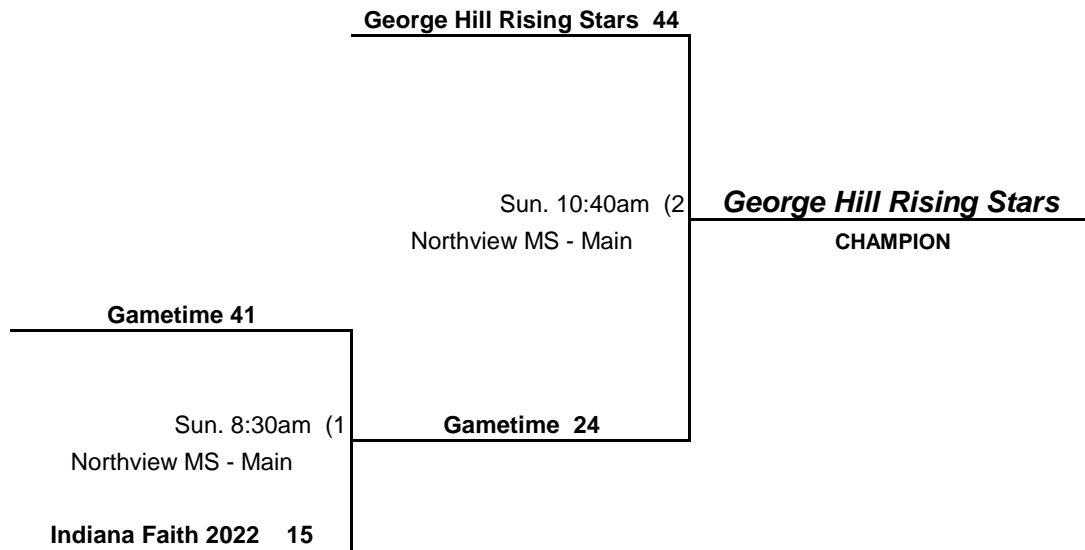 George Hill Rising Stars 44
Sun. 10:40am (2
George Hill Rising Stars
Northview MS - Main
CHAMPION
Gametime 41
Sun. 8:30am (1
Gametime 24
Northview MS - Main
Indiana Faith 2022 15